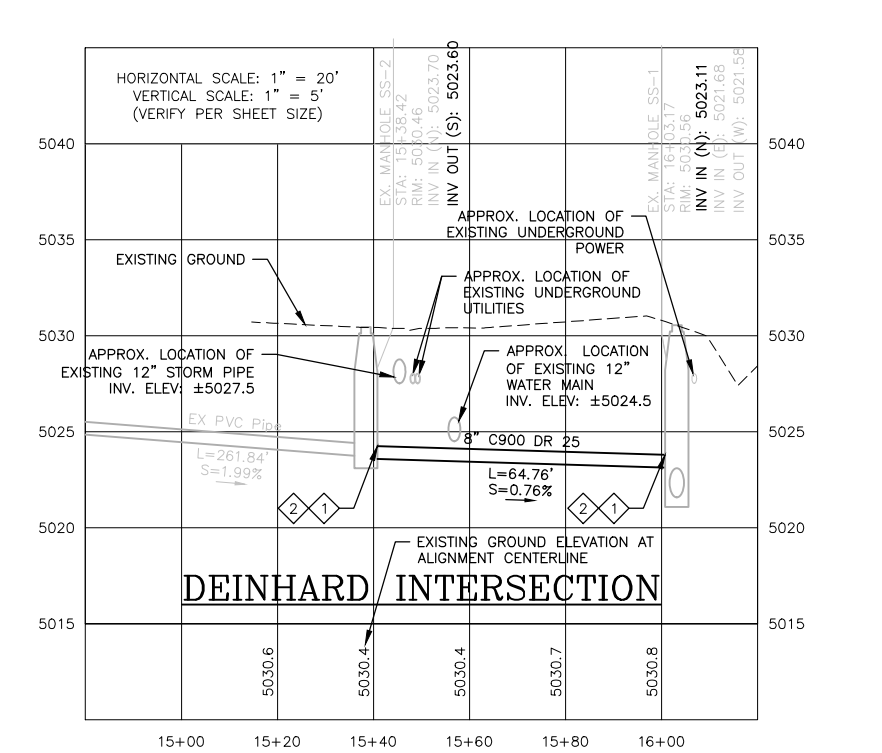 HORIZONTAL SCALE: 1" = 20'
VERTICAL SCALE: 1" = 5'
(VERIFY PER SHEET SIZE)
EX. MANHOLE SS-2
STA: 15+38.42
RIM: 5030.46
INV IN (N): 5023.70
INV OUT (S): 5023.60
EX. MANHOLE SS-1
STA: 16+03.17
RIM: 5030.56
INV IN (N): 5023.11
INV IN (E): 5021.68
INV OUT (W): 5021.58
5040
5040
APPROX. LOCATION OF
EXISTING UNDERGROUND
POWER
5035
5035
EXISTING GROUND
APPROX. LOCATION OF
EXISTING UNDERGROUND
UTILITIES
5030
5030
APPROX. LOCATION OF
EXISTING 12" STORM PIPE
INV. ELEV: ±5027.5
APPROX. LOCATION
OF EXISTING 12"
WATER MAIN
INV. ELEV: ±5024.5
5025
5025
EX PVC Pipe
L=261.84'
S=1.99%
8" C900 DR 25
L=64.76'
S=0.76%
2 1
2 1
5020
5020
EXISTING GROUND ELEVATION AT
ALIGNMENT CENTERLINE
DEINHARD INTERSECTION
5015
5015
5030.6
5030.4
5030.4
5030.7
5030.8
15+00
15+20
15+40
15+60
15+80
16+00